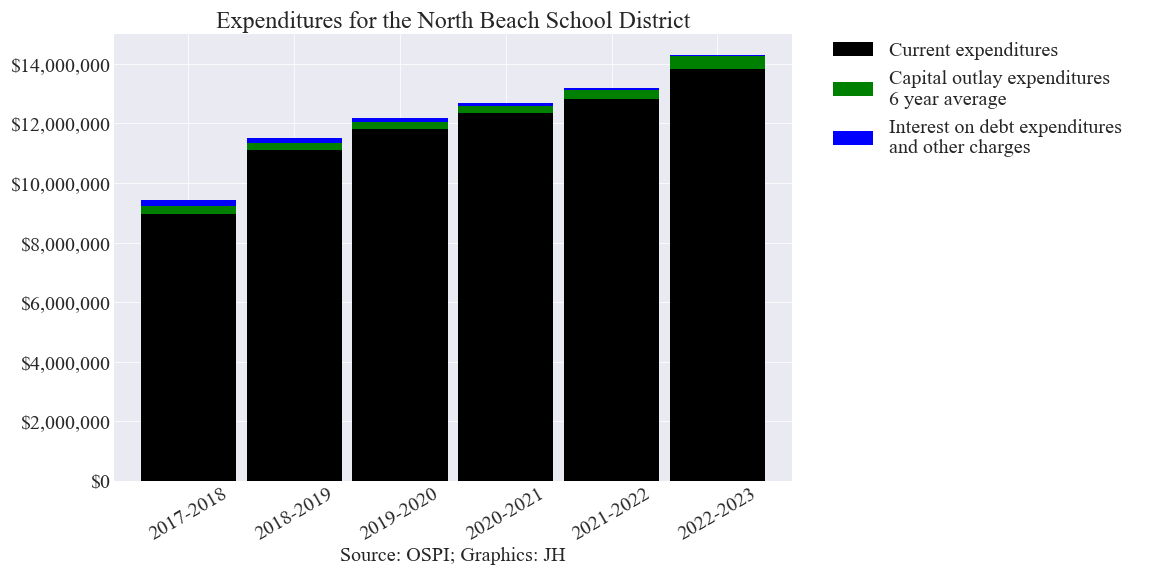 Expenditures for the North Beach School District
$14,000,000
$12,000,000
$10,000,000
$8,000,000
$6,000,000
$4,000,000
$2,000,000
$0
2017-2018
2018-2019
2019-2020
2020-2021
2021-2022
2022-2023
Source: OSPI; Graphics: JH
Current expenditures
Capital outlay expenditures
6 year average
Interest on debt expenditures
and other charges